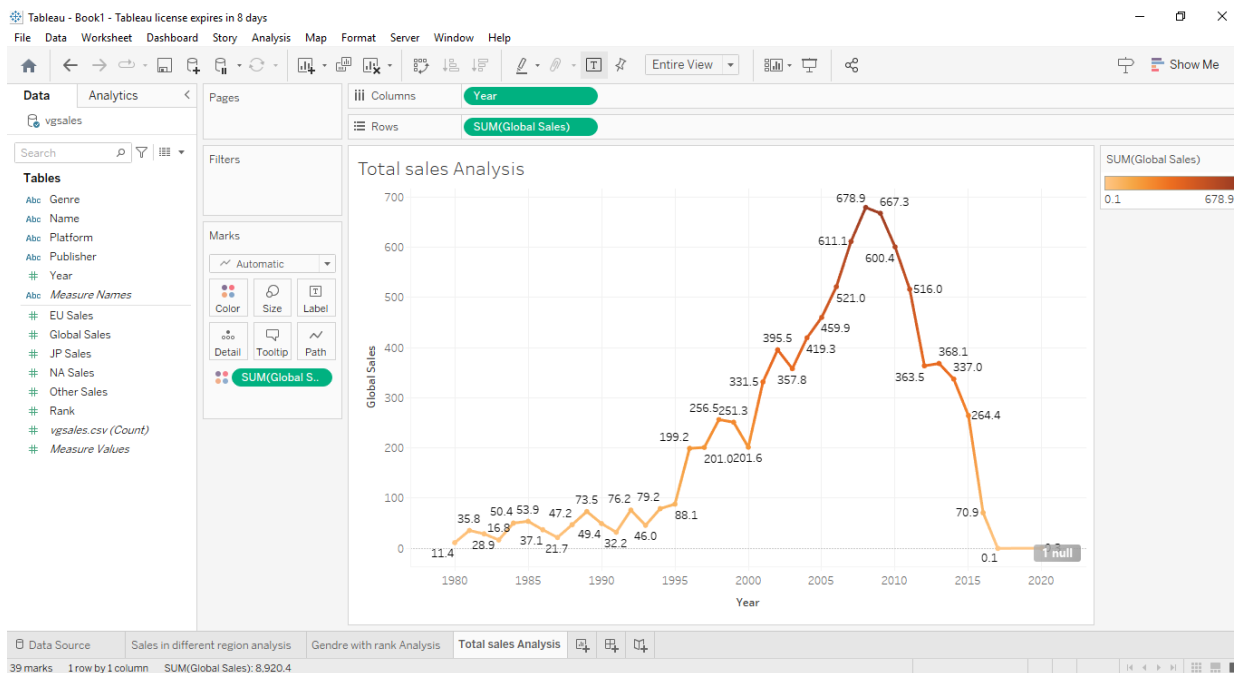 Tableau - Book1 - Tableau license expires in 8 days
File Data Worksheet Dashboard Story Analysis Map Format Server Window Help
Entire View
Show Me
Data Analytics
vgsales
Search
Tables
Abc Genre
Abc Name
Abc Platform
Abc Publisher
# Year
Abc Measure Names
# EU Sales
# Global Sales
# JP Sales
# NA Sales
# Other Sales
# Rank
# vgsales.csv (Count)
# Measure Values
Pages
Filters
Marks
Automatic
Color Size Label
Detail Tooltip Path
SUM(Global S..
Columns Year
Rows SUM(Global Sales)
Total sales Analysis
Global Sales
700
600
500
400
300
200
100
0
11.4
35.8
28.9
16.8
50.4
53.9
37.1
21.7
47.2
73.5
49.4
32.2
76.2
46.0
79.2
88.1
199.2
201.0
256.5
251.3
201.6
331.5
395.5
357.8
419.3
459.9
521.0
611.1
678.9
667.3
600.4
516.0
363.5
368.1
337.0
264.4
70.9
0.1
1 null
1980 1985 1990 1995 2000 2005 2010 2015 2020
Year
SUM(Global Sales)
0.1 678.9
Data Source Sales in different region analysis Gendre with rank Analysis Total sales Analysis
39 marks 1 row by 1 column SUM(Global Sales): 8,920.4